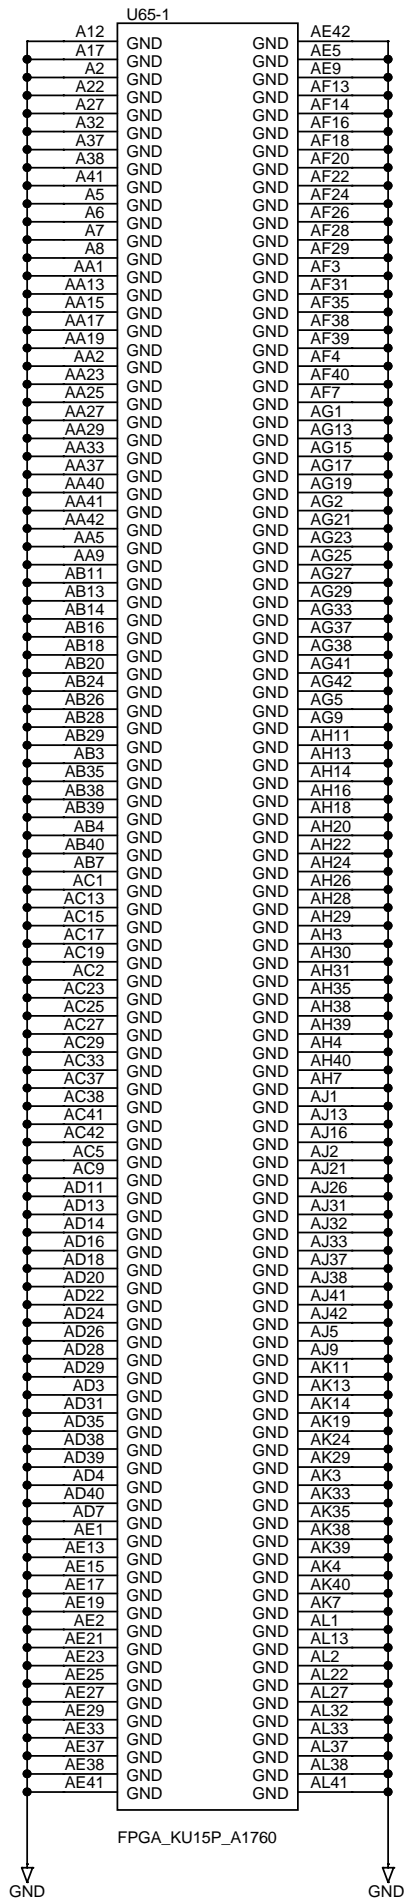 U65-1
A12 GND GND AE42
A17 GND GND AE5
A2 GND GND AE9
A22 GND GND AF13
A27 GND GND AF14
A32 GND GND AF16
A37 GND GND AF18
A38 GND GND AF20
A41 GND GND AF22
A5 GND GND AF24
A6 GND GND AF26
A7 GND GND AF28
A8 GND GND AF29
AA1 GND GND AF3
AA13 GND GND AF31
AA15 GND GND AF35
AA17 GND GND AF38
AA19 GND GND AF39
AA2 GND GND AF4
AA23 GND GND AF40
AA25 GND GND AF7
AA27 GND GND AG1
AA29 GND GND AG13
AA33 GND GND AG15
AA37 GND GND AG17
AA40 GND GND AG19
AA41 GND GND AG2
AA42 GND GND AG21
AA5 GND GND AG23
AA9 GND GND AG25
AB11 GND GND AG27
AB13 GND GND AG29
AB14 GND GND AG33
AB16 GND GND AG37
AB18 GND GND AG38
AB20 GND GND AG41
AB24 GND GND AG42
AB26 GND GND AG5
AB28 GND GND AG9
AB29 GND GND AH11
AB3 GND GND AH13
AB35 GND GND AH14
AB38 GND GND AH16
AB39 GND GND AH18
AB4 GND GND AH20
AB40 GND GND AH22
AB7 GND GND AH24
AC1 GND GND AH26
AC13 GND GND AH28
AC15 GND GND AH29
AC17 GND GND AH3
AC19 GND GND AH30
AC2 GND GND AH31
AC23 GND GND AH35
AC25 GND GND AH38
AC27 GND GND AH39
AC29 GND GND AH4
AC33 GND GND AH40
AC37 GND GND AH7
AC38 GND GND AJ1
AC41 GND GND AJ13
AC42 GND GND AJ16
AC5 GND GND AJ2
AC9 GND GND AJ21
AD11 GND GND AJ26
AD13 GND GND AJ31
AD14 GND GND AJ32
AD16 GND GND AJ33
AD18 GND GND AJ37
AD20 GND GND AJ38
AD22 GND GND AJ41
AD24 GND GND AJ42
AD26 GND GND AJ5
AD28 GND GND AJ9
AD29 GND GND AK11
AD3 GND GND AK13
AD31 GND GND AK14
AD35 GND GND AK19
AD38 GND GND AK24
AD39 GND GND AK29
AD4 GND GND AK3
AD40 GND GND AK33
AD7 GND GND AK35
AE1 GND GND AK38
AE13 GND GND AK39
AE15 GND GND AK4
AE17 GND GND AK40
AE19 GND GND AK7
AE2 GND GND AL1
AE21 GND GND AL13
AE23 GND GND AL2
AE25 GND GND AL22
AE27 GND GND AL27
AE29 GND GND AL32
AE33 GND GND AL33
AE37 GND GND AL37
AE38 GND GND AL38
AE41 GND GND AL41
FPGA_KU15P_A1760
GND GND